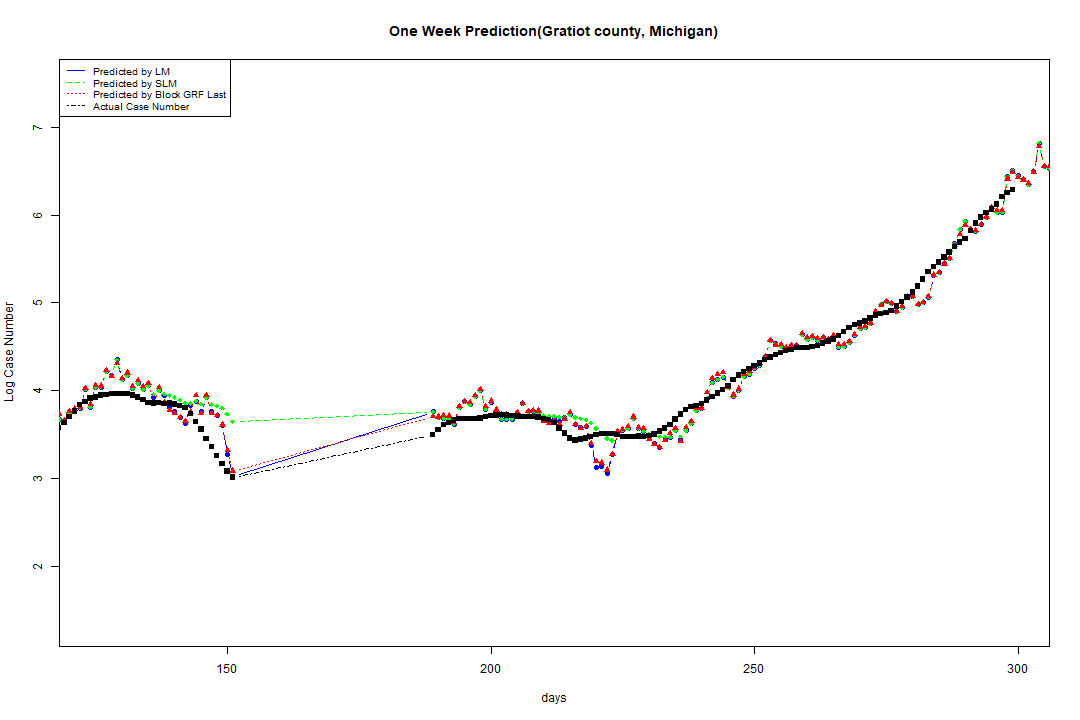 One Week Prediction(Gratiot county, Michigan)
Predicted by LM
Predicted by SLM
Predicted by Block GRF Last
Actual Case Number
7
6
5
4
3
2
Log Case Number
150 200 250 300
days